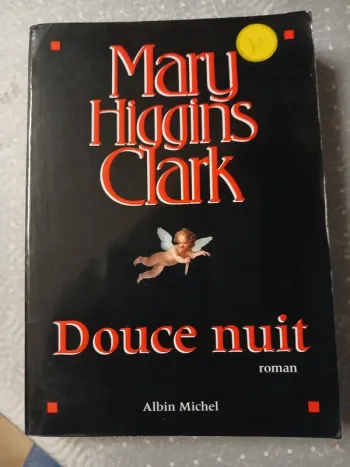 Mary
Higgins
Clark
Douce nuit
roman
Albin Michel